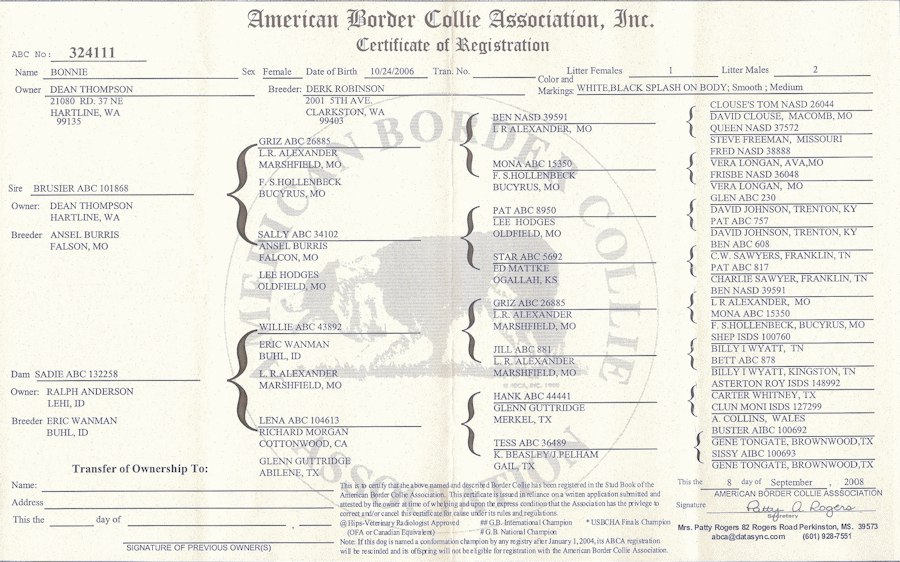 American Border Collie Association, Inc.
Certificate of Registration
ABC No: 324111
Name BONNIE Sex Female Date of Birth 10/24/2006 Tran. No. Litter Females 1 Litter Males 2
Owner DEAN THOMPSON
21080 RD. 37 NE
HARTLINE, WA
99135
Breeder: DERK ROBINSON
2001 5TH AVE.
CLARKSTON, WA
99403
Color and
Markings: WHITE,BLACK SPLASH ON BODY; Smooth ; Medium
Sire BRUSIER ABC 101868
Owner: DEAN THOMPSON
HARTLINE, WA
Breeder ANSEL BURRIS
FALSON, MO
Dam SADIE ABC 132258
Owner: RALPH ANDERSON
LEHI, ID
Breeder ERIC WANMAN
BUHL, ID
GRIZ ABC 26885
L.R. ALEXANDER
MARSHFIELD, MO
F. S.HOLLENBECK
BUCYRUS, MO
SALLY ABC 34102
ANSEL BURRIS
FALCON, MO
LEE HODGES
OLDFIELD, MO
WILLIE ABC 43892
ERIC WANMAN
BUHL, ID
L. R.ALEXANDER
MARSHFIELD, MO
LENA ABC 104613
RICHARD MORGAN
COTTONWOOD, CA
GLENN GUTTRIDGE
ABILENE, TX
BEN NASD 39591
L R ALEXANDER, MO
MONA ABC 15350
F. S.HOLLENBECK
BUCYRUS, MO
PAT ABC 8950
LEE HODGES
OLDFIELD, MO
STAR ABC 5692
ED MATTKE
OGALLAH, KS
GRIZ ABC 26885
L.R. ALEXANDER
MARSHFIELD, MO
JILL ABC 881
L. R. ALEXANDER
MARSHFIELD, MO
HANK ABC 44441
GLENN GUTTRIDGE
MERKEL, TX
TESS ABC 36489
K. BEASLEY/J.PELHAM
GAIL, TX
CLOUSE'S TOM NASD 26044
DAVID CLOUSE, MACOMB, MO
QUEEN NASD 37572
STEVE FREEMAN, MISSOURI
FRED NASD 38888
VERA LONGAN, AVA,MO
FRISBE NASD 36048
VERA LONGAN, MO
GLEN ABC 230
DAVID JOHNSON, TRENTON, KY
PAT ABC 757
DAVID JOHNSON, TRENTON, KY
BEN ABC 608
C.W. SAWYERS, FRANKLIN, TN
PAT ABC 817
CHARLIE SAWYER, FRANKLIN, TN
BEN NASD 39591
L R ALEXANDER, MO
MONA ABC 15350
F. S.HOLLENBECK, BUCYRUS, MO
SHEP ISDS 100760
BILLY I WYATT, TN
BETT ABC 878
BILLY I WYATT, KINGSTON, TN
ASTERTON ROY ISDS 148992
CARTER WHITNEY, TX
CLUN MONI ISDS 127299
A. COLLINS, WALES
BUSTER AIBC 100692
GENE TONGATE, BROWNWOOD,TX
SISSY AIBC 100693
GENE TONGATE, BROWNWOOD,TX
AMERICAN BORDER COLLIE
ASSOCIATION
Transfer of Ownership To:
Name:
Address
This the day of ,
SIGNATURE OF PREVIOUS OWNER(S)
This is to certify that the above named and described Border Collie has been registered in the Stud Book of the
American Border Collie Association. This certificate is issued in reliance on a written application submitted and
attested by the owner at time of whelping and upon the express condition that the Association has the privilege to
correct and/or cancel this certificate for cause under its rules and regulations.
@ Hips-Veterinary Radiologist Approved ## G.B. International Champion * USBCHA Finals Champion
(OFA or Canadian Equivalent) # G.B. National Champion
Note: If this dog is named a conformation champion by any registry after January 1, 2004, its ABCA registration
will be rescinded and its offspring will not be eligible for registration with the American Border Collie Association.
This the 8 day of September , 2008
AMERICAN BORDER COLLIE ASSSOCIATION
Signature Patty A Rogers
Secretary
Mrs. Patty Rogers 82 Rogers Road Perkinston, MS. 39573
abca@datasync.com (601) 928-7551